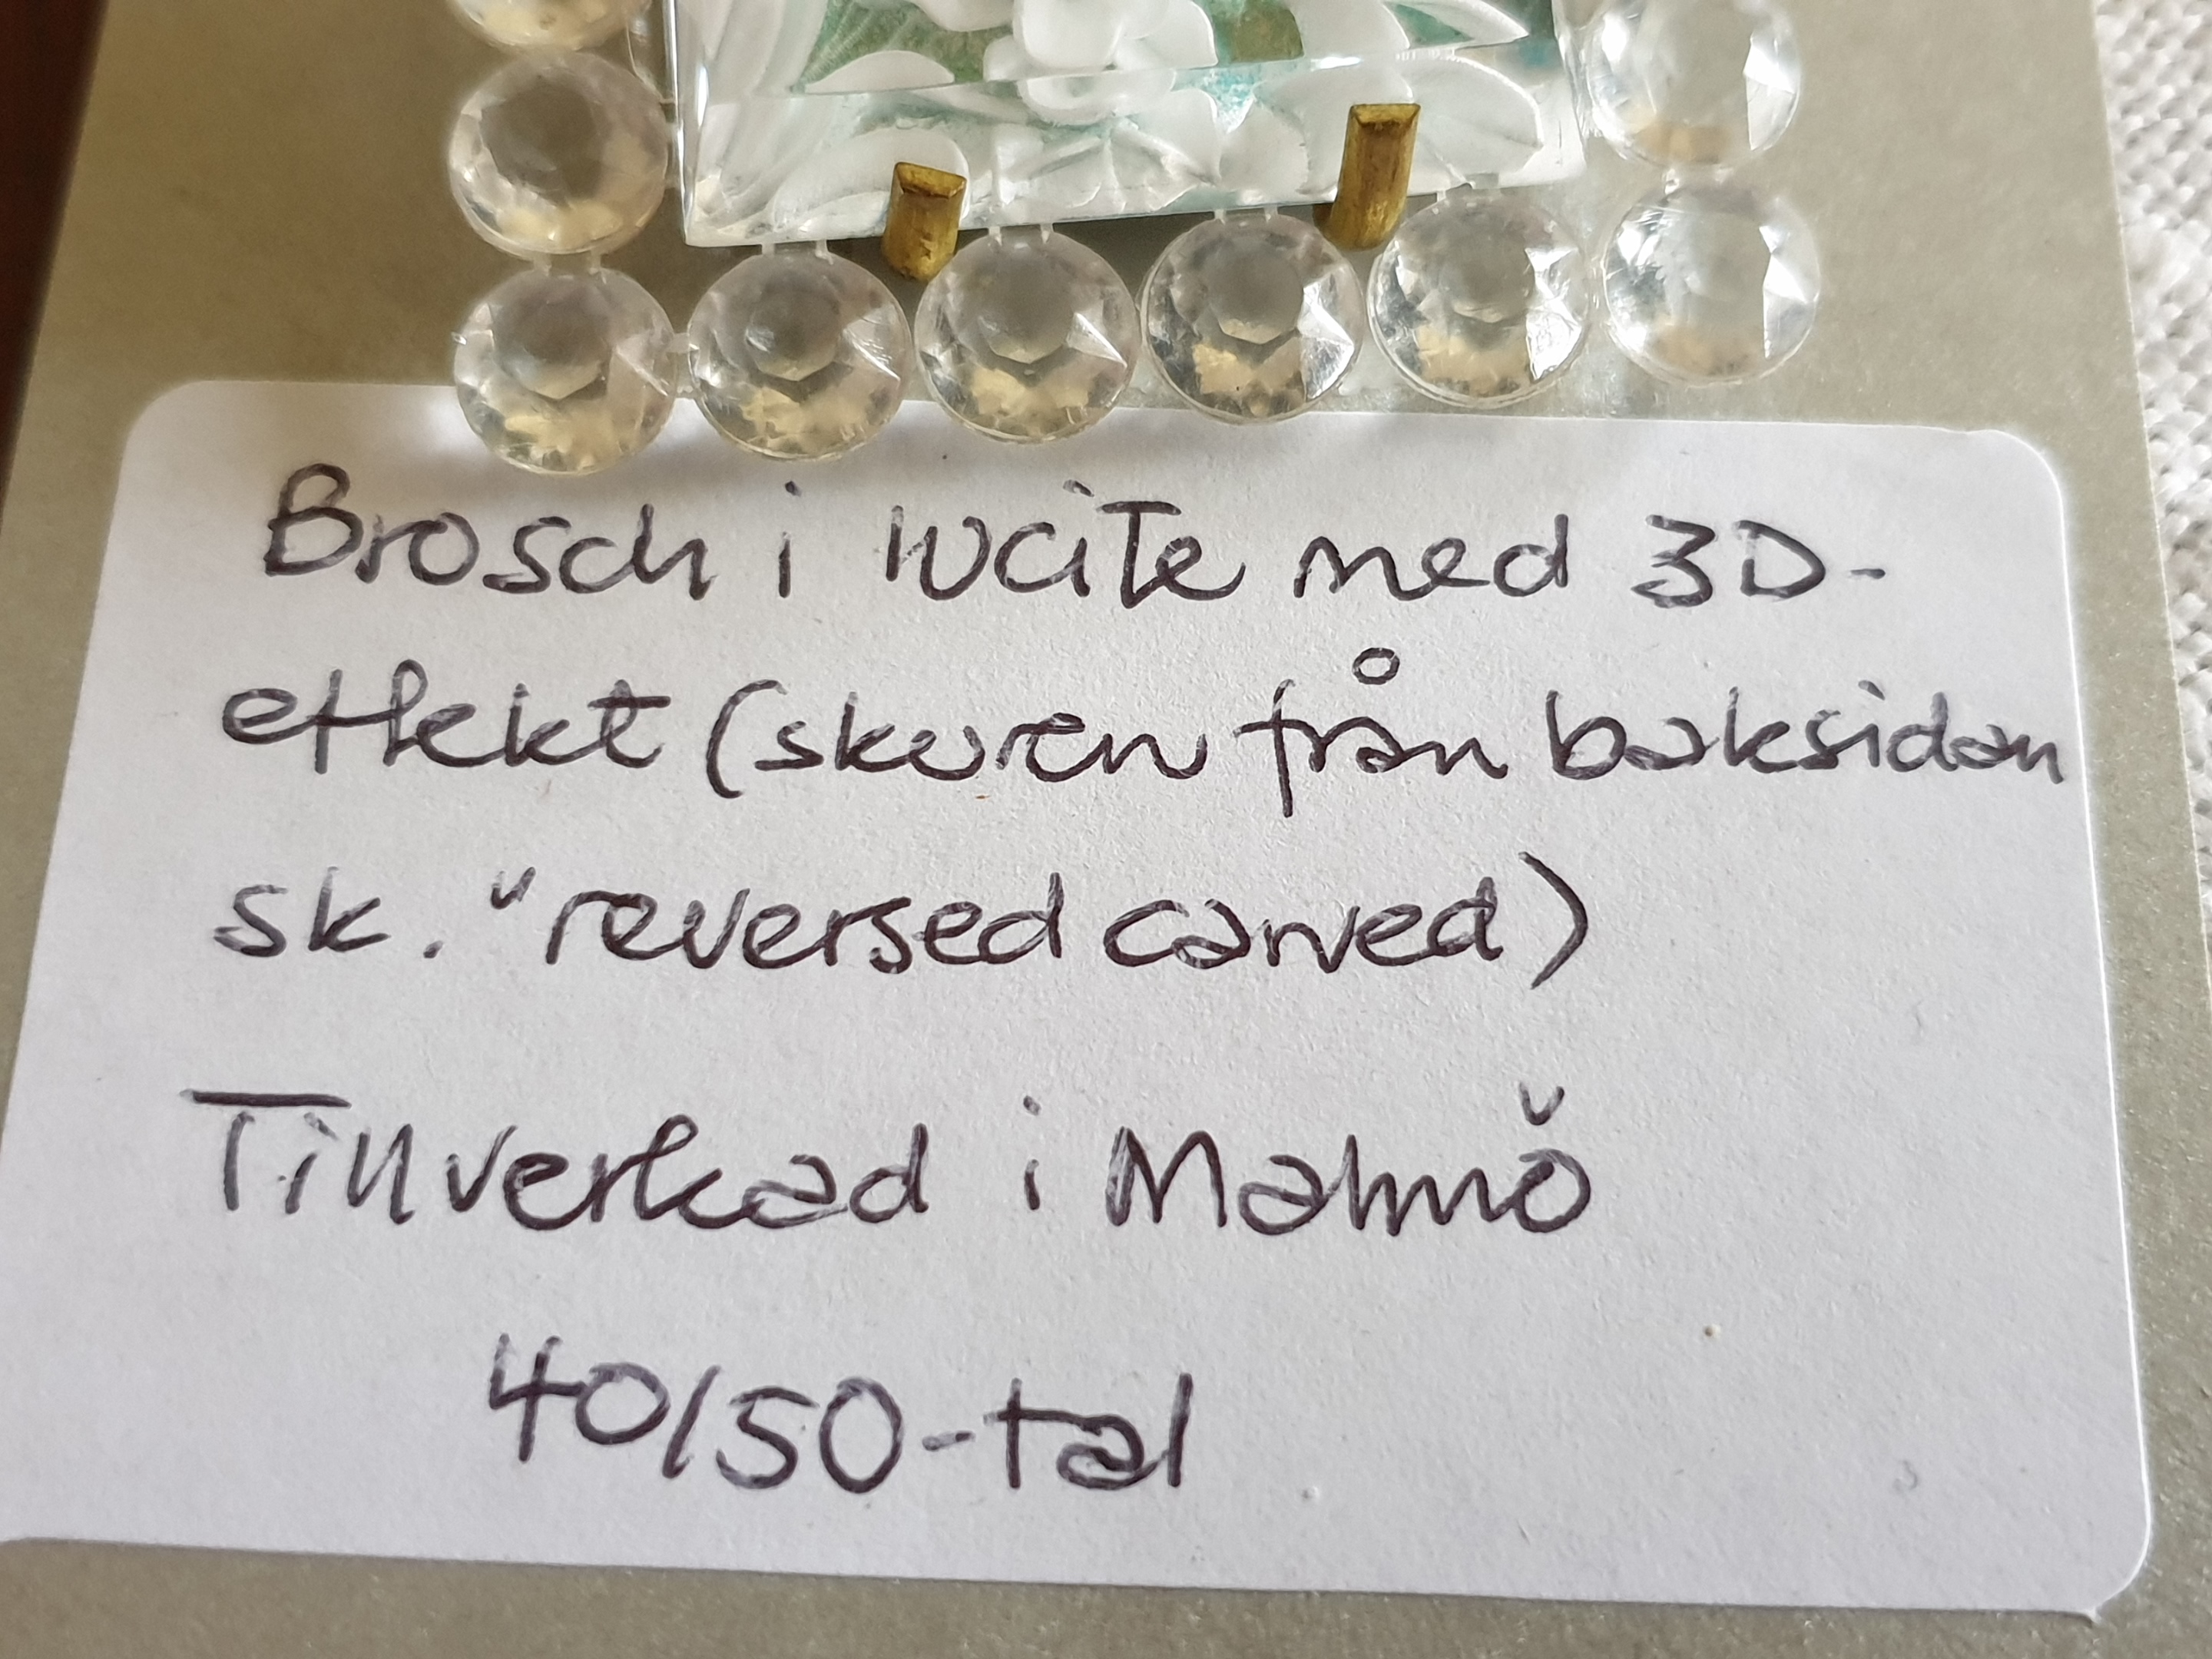 Brosch i lucite med 3D-
effekt (skuren från baksidan
sk. "reversed carved)
Tillverkad i Malmö
40/50-tal